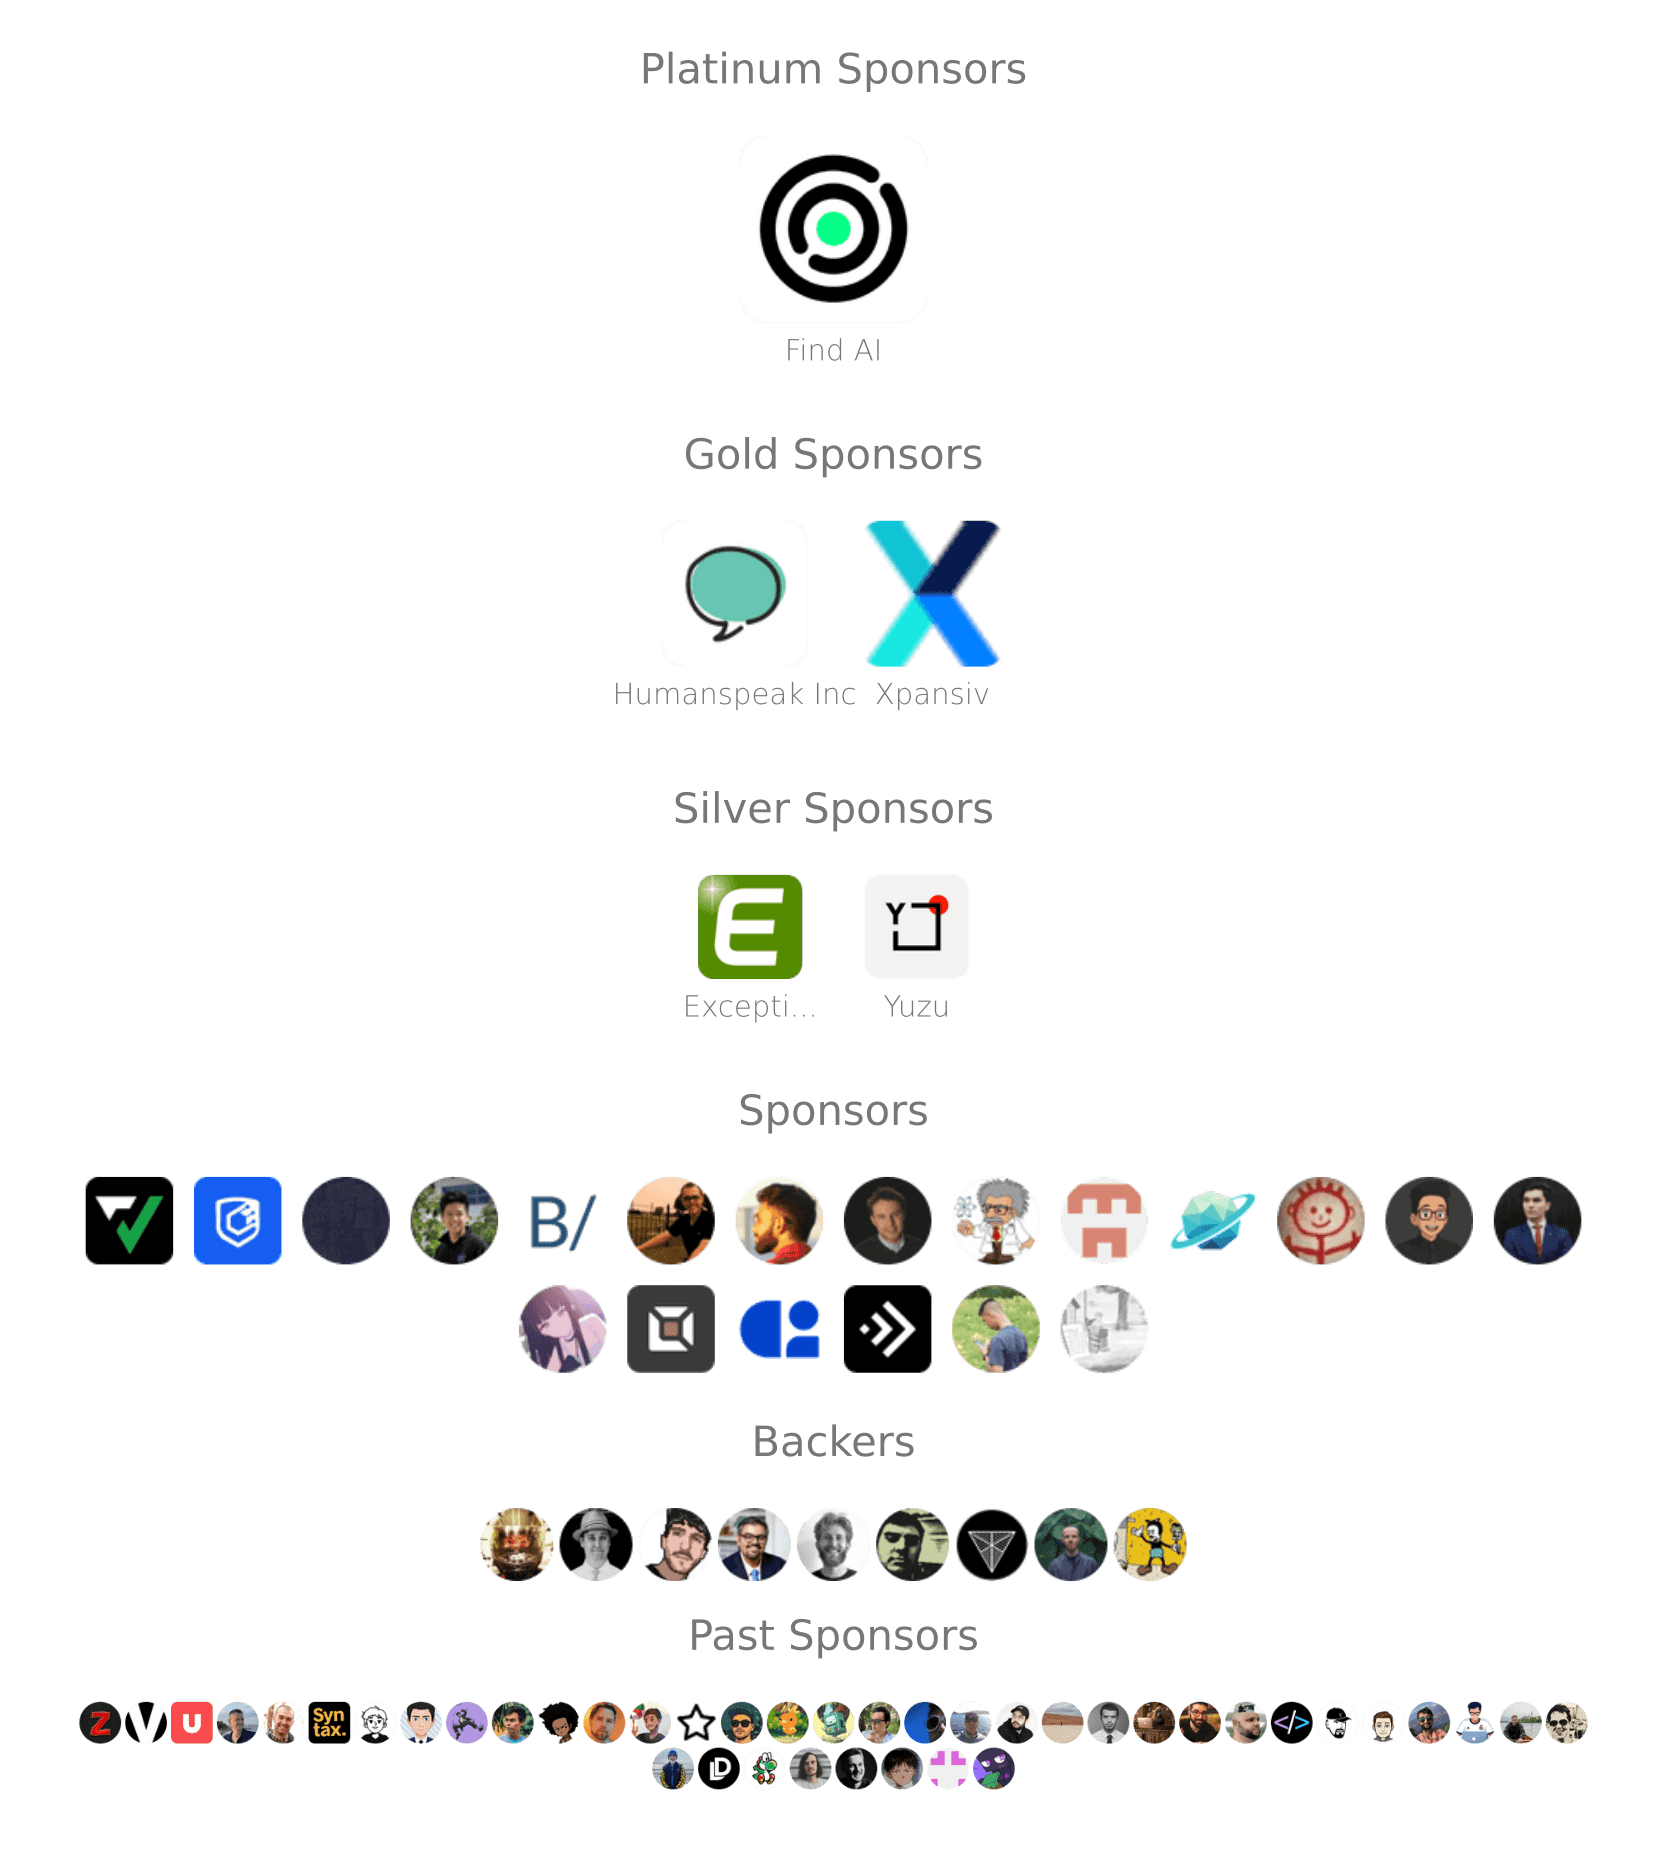 Platinum Sponsors
Find AI
Gold Sponsors
Humanspeak Inc Xpansiv
Silver Sponsors
E Y
Excepti... Yuzu
Sponsors
B/
Backers
Past Sponsors
Z V U Syn
tax. </>
LD